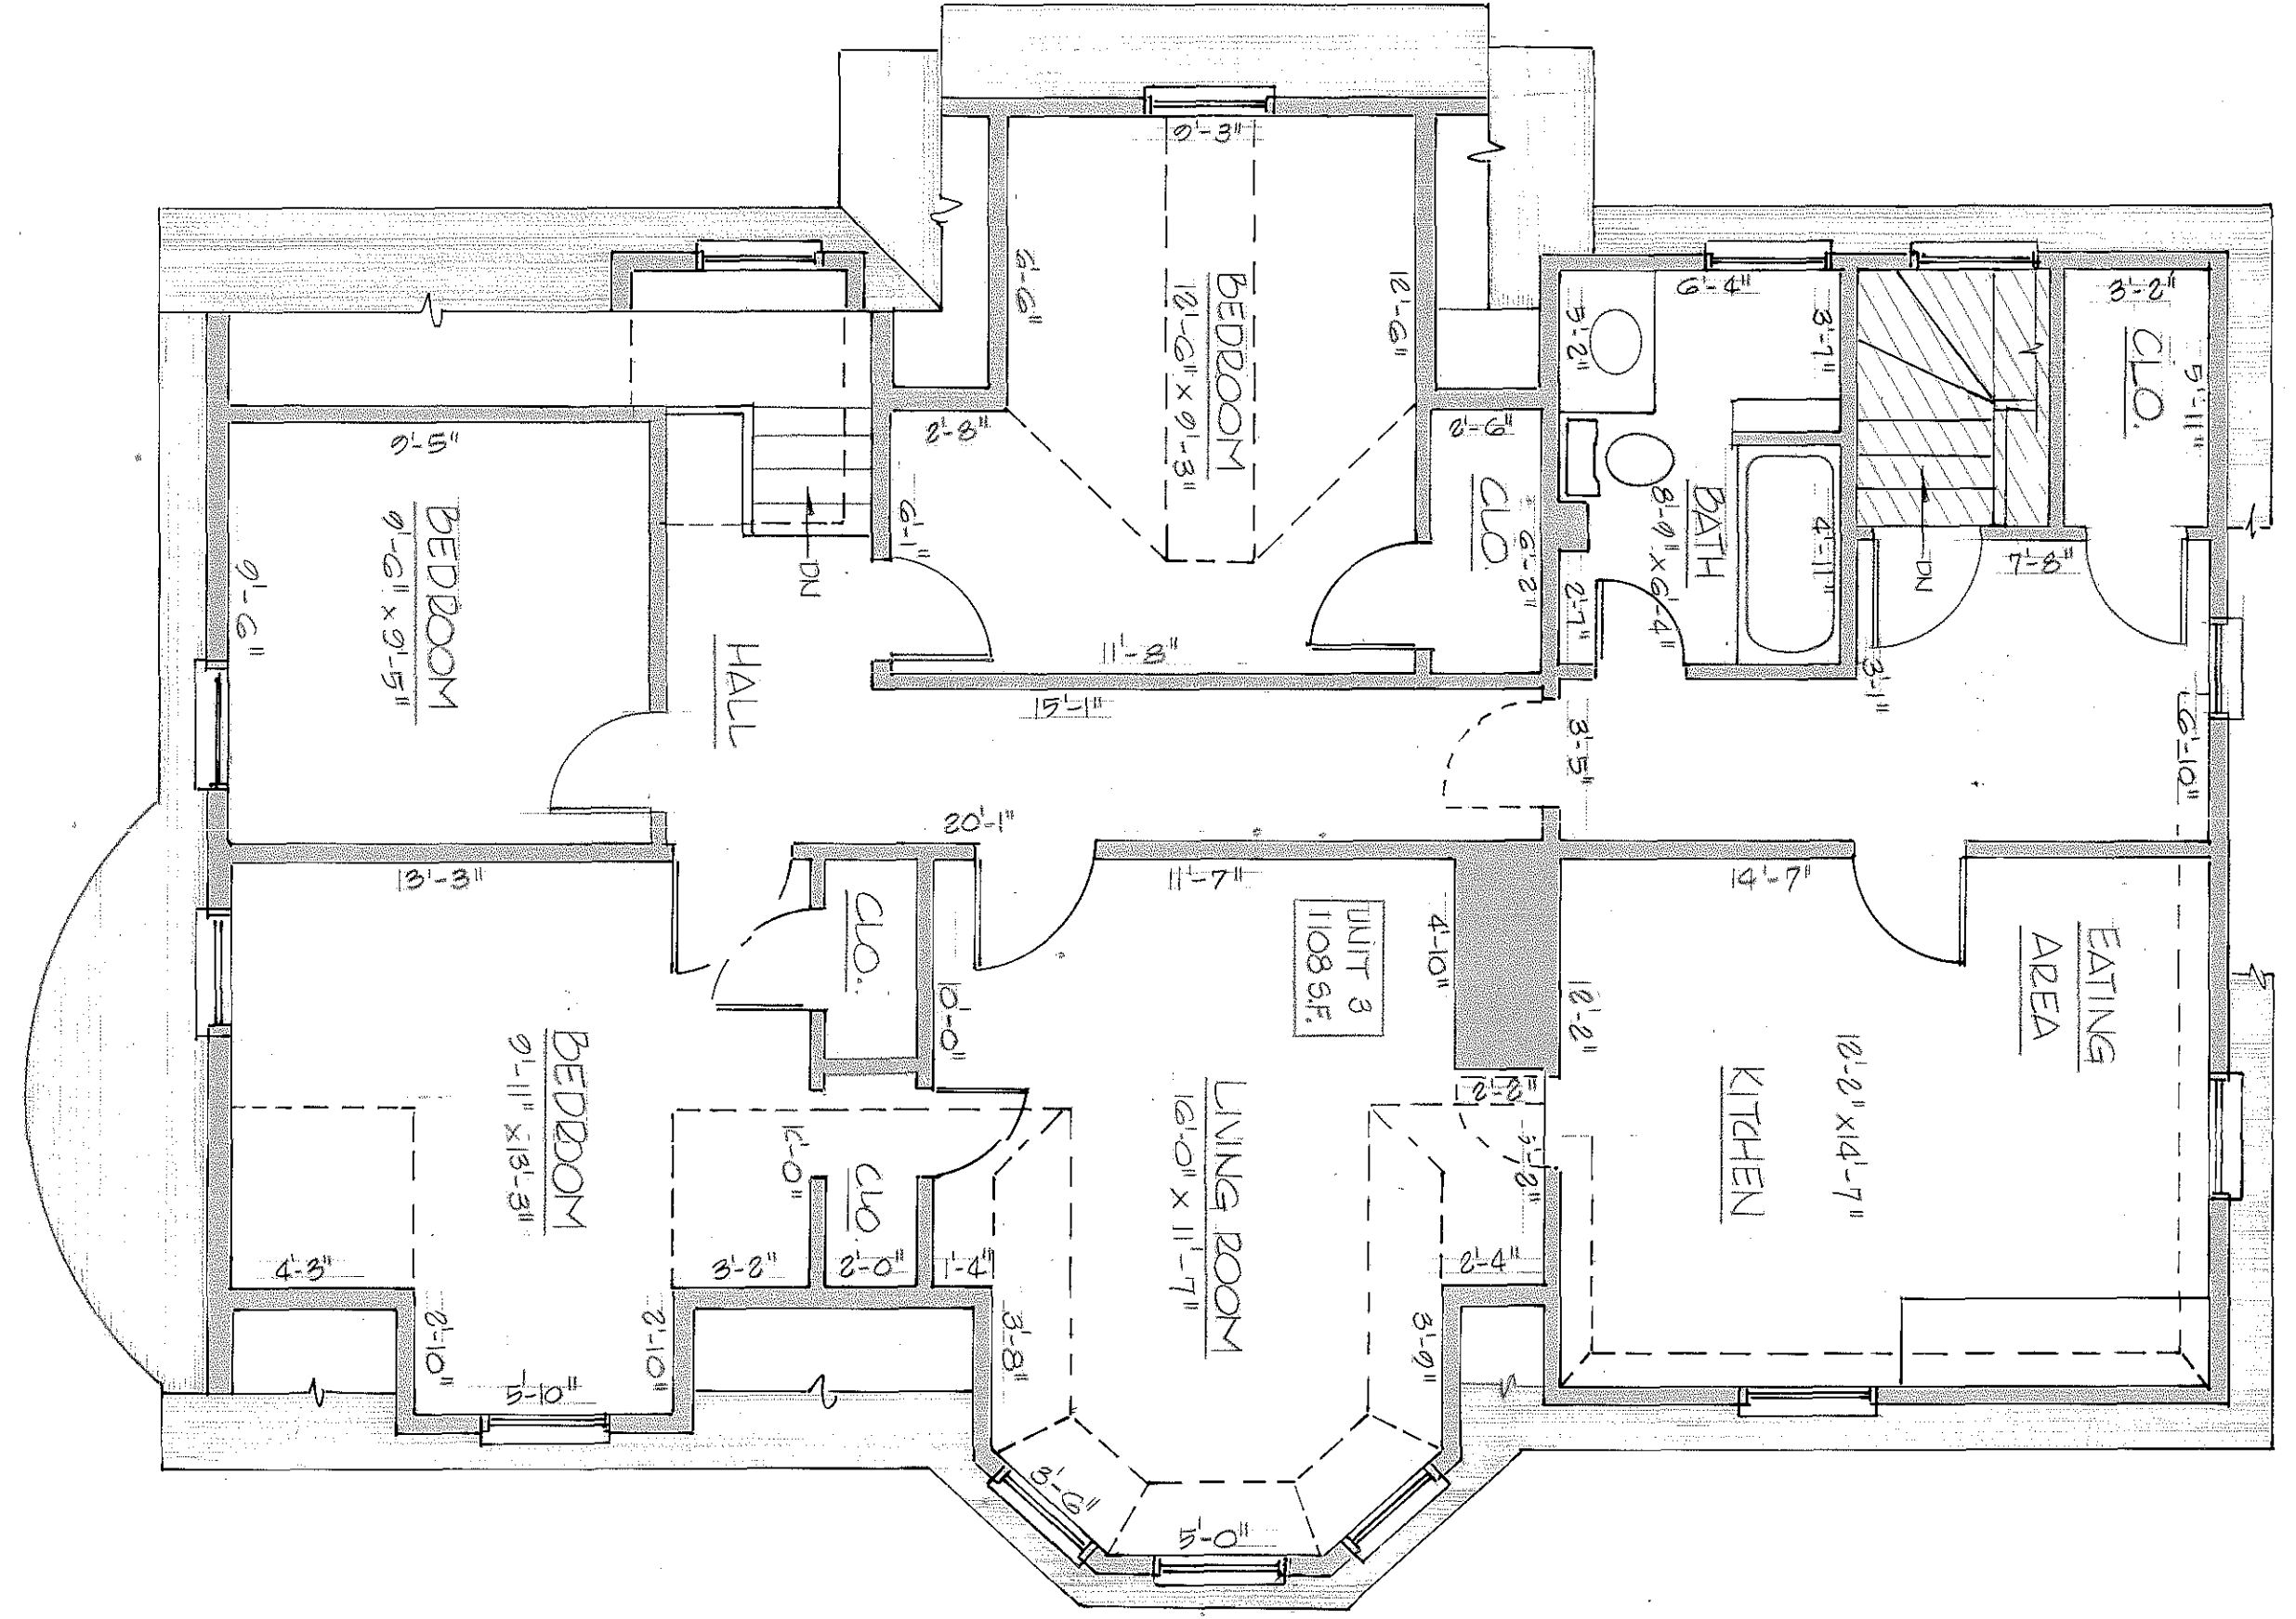 9'-3"
6'-6"
BEDROOM
12'-6" x 9'-3"
12'-6"
2'-8"
2'-6"
6'-1"
CLO.
6'-2"
11'-8"
15'-1"
3'-2"
6'-4"
3'-7"
BATH
8'-9" x 6'-4"
4'-11"
2'-7"
DN
3'-2"
CLO.
5'-11"
7'-8"
3'-1"
6'-10"
3'-5"
9'-5"
BEDROOM
9'-6" x 9'-5"
9'-6"
DN
HALL
20'-1"
13'-3"
BEDROOM
9'-11" x 13'-3"
4'-3"
2'-10"
5'-10"
2'-10"
3'-2"
CLO.
CLO.
2'-0"
10'-0"
1'-4"
11'-7"
UNIT 3
1108 S.F.
4'-10"
LIVING ROOM
16'-0" x 11'-7"
2'-2"
2'-4"
3'-8"
3'-9"
3'-6"
5'-0"
14'-7"
12'-2"
EATING
AREA
KITCHEN
12'-2" x 14'-7"